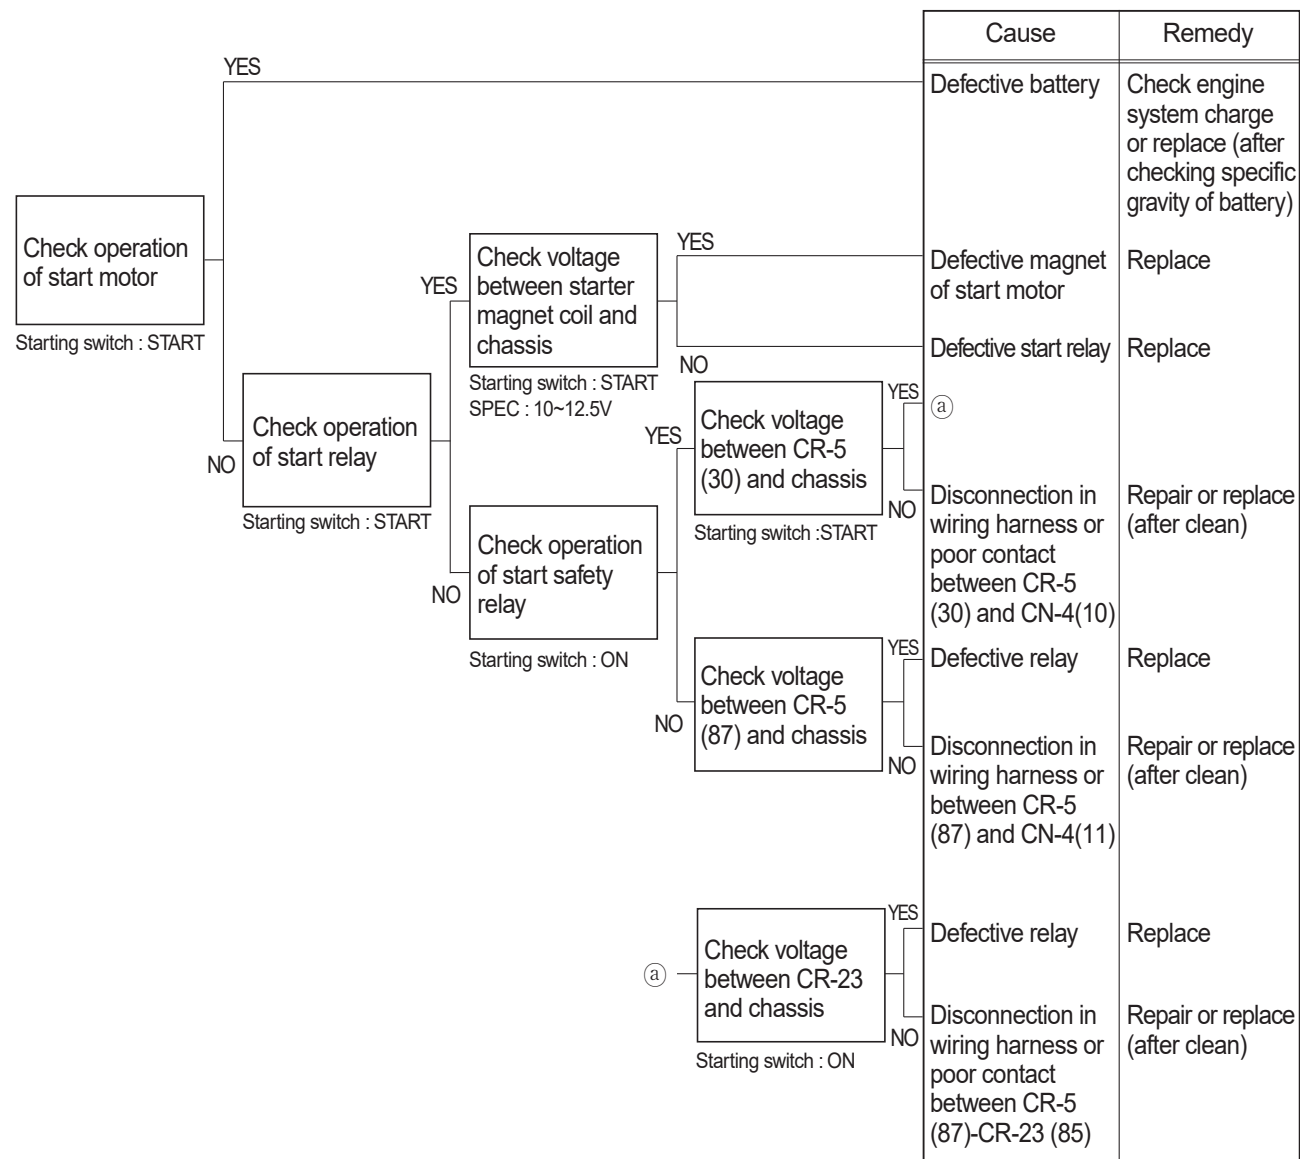 Cause
Remedy
YES
Defective battery
Check engine
system charge
or replace (after
checking specific
gravity of battery)
Check operation
of start motor
Starting switch : START
NO
Check operation
of start relay
Starting switch : START
YES
Check voltage
between starter
magnet coil and
chassis
Starting switch : START
SPEC : 10~12.5V
YES
Defective magnet
of start motor
Replace
NO
Defective start relay
Replace
NO
Check operation
of start safety
relay
Starting switch : ON
YES
Check voltage
between CR-5
(30) and chassis
Starting switch :START
YES
ⓐ
NO
Disconnection in
wiring harness or
poor contact
between CR-5
(30) and CN-4(10)
Repair or replace
(after clean)
NO
Check voltage
between CR-5
(87) and chassis
YES
Defective relay
Replace
NO
Disconnection in
wiring harness or
between CR-5
(87) and CN-4(11)
Repair or replace
(after clean)
ⓐ
Check voltage
between CR-23
and chassis
Starting switch : ON
YES
Defective relay
Replace
NO
Disconnection in
wiring harness or
poor contact
between CR-5
(87)-CR-23 (85)
Repair or replace
(after clean)